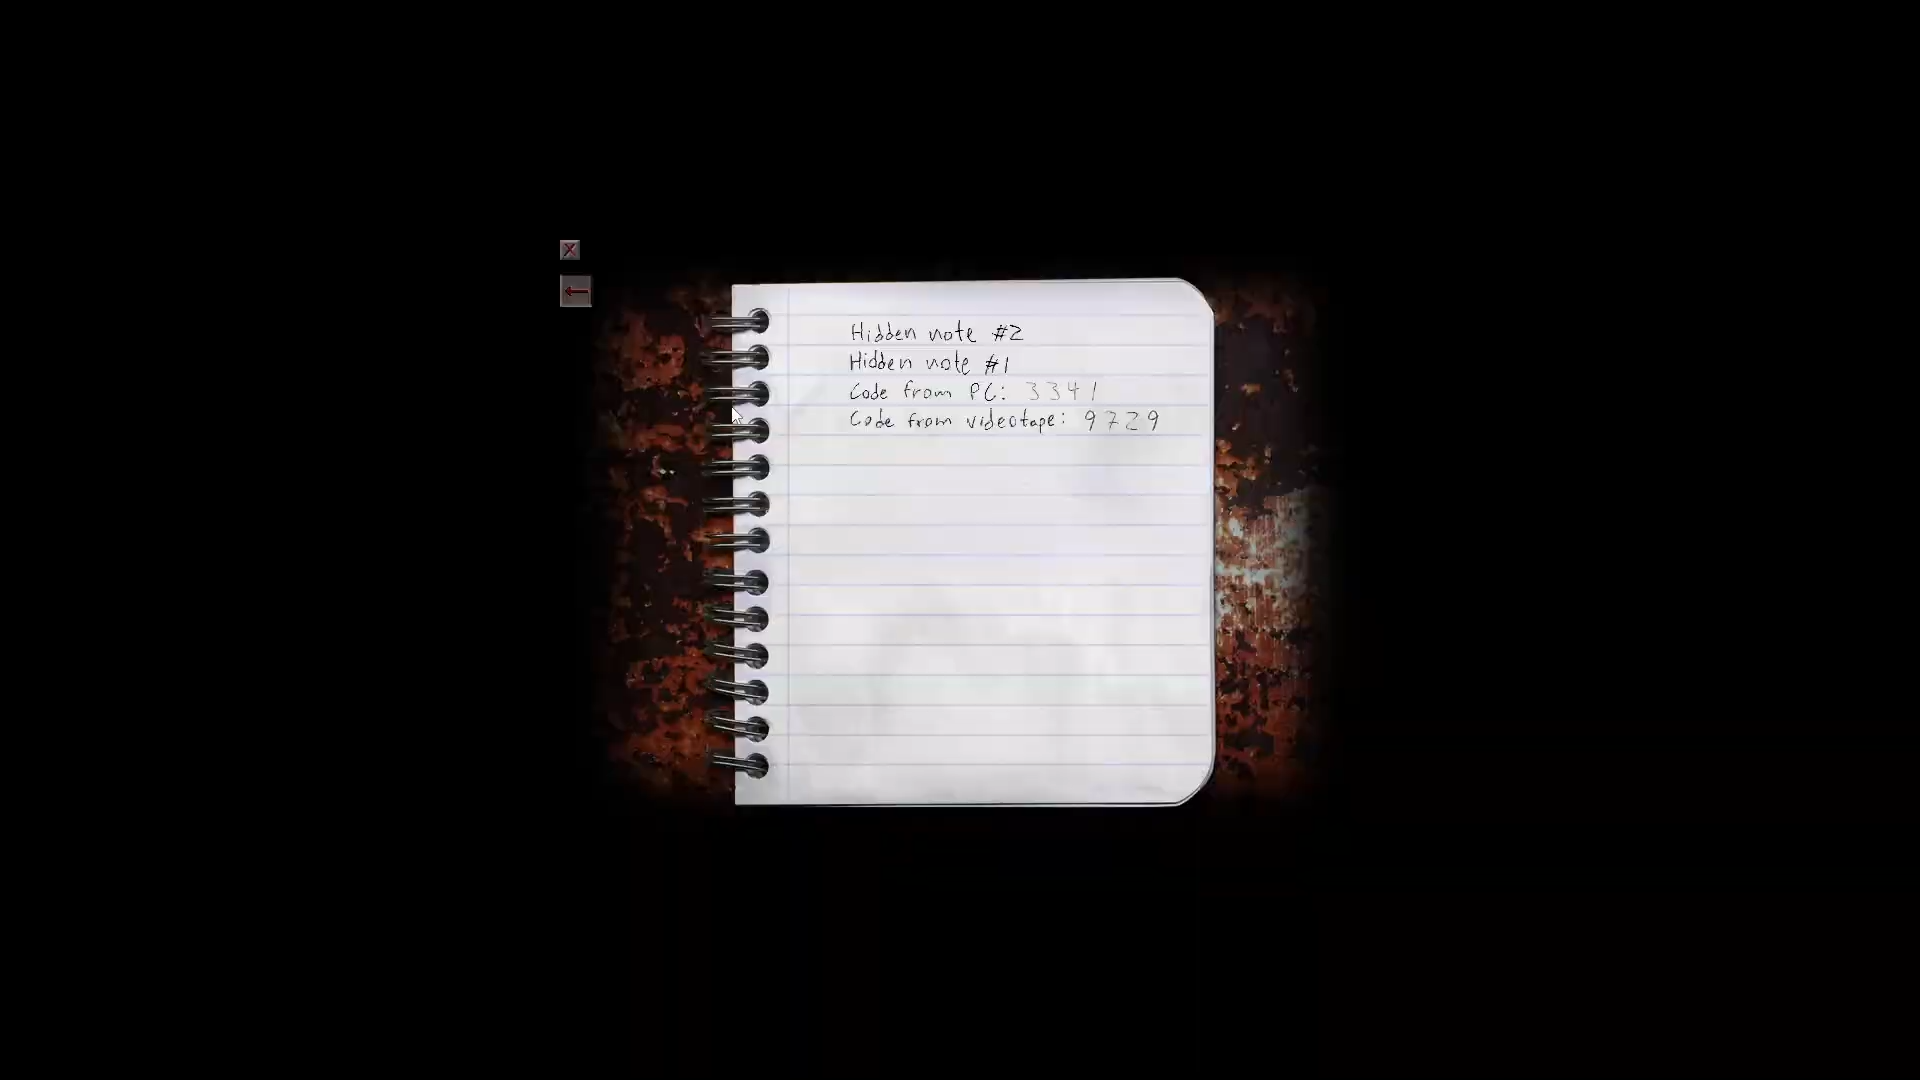 Hidden note #2
Hidden note #1
Code from PC: 3341
Code from videotape: 9729